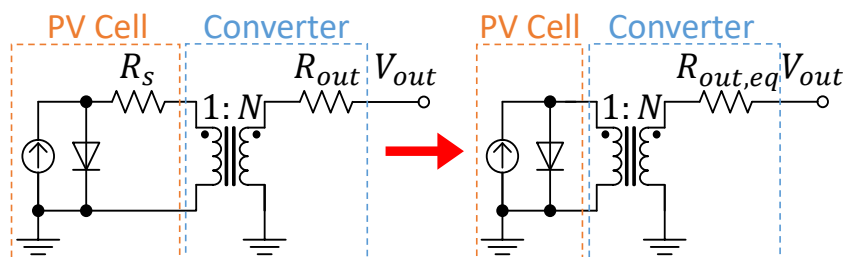 PV Cell Converter
R_s R_out V_out
1: N
PV Cell Converter
R_out,eq V_out
1: N